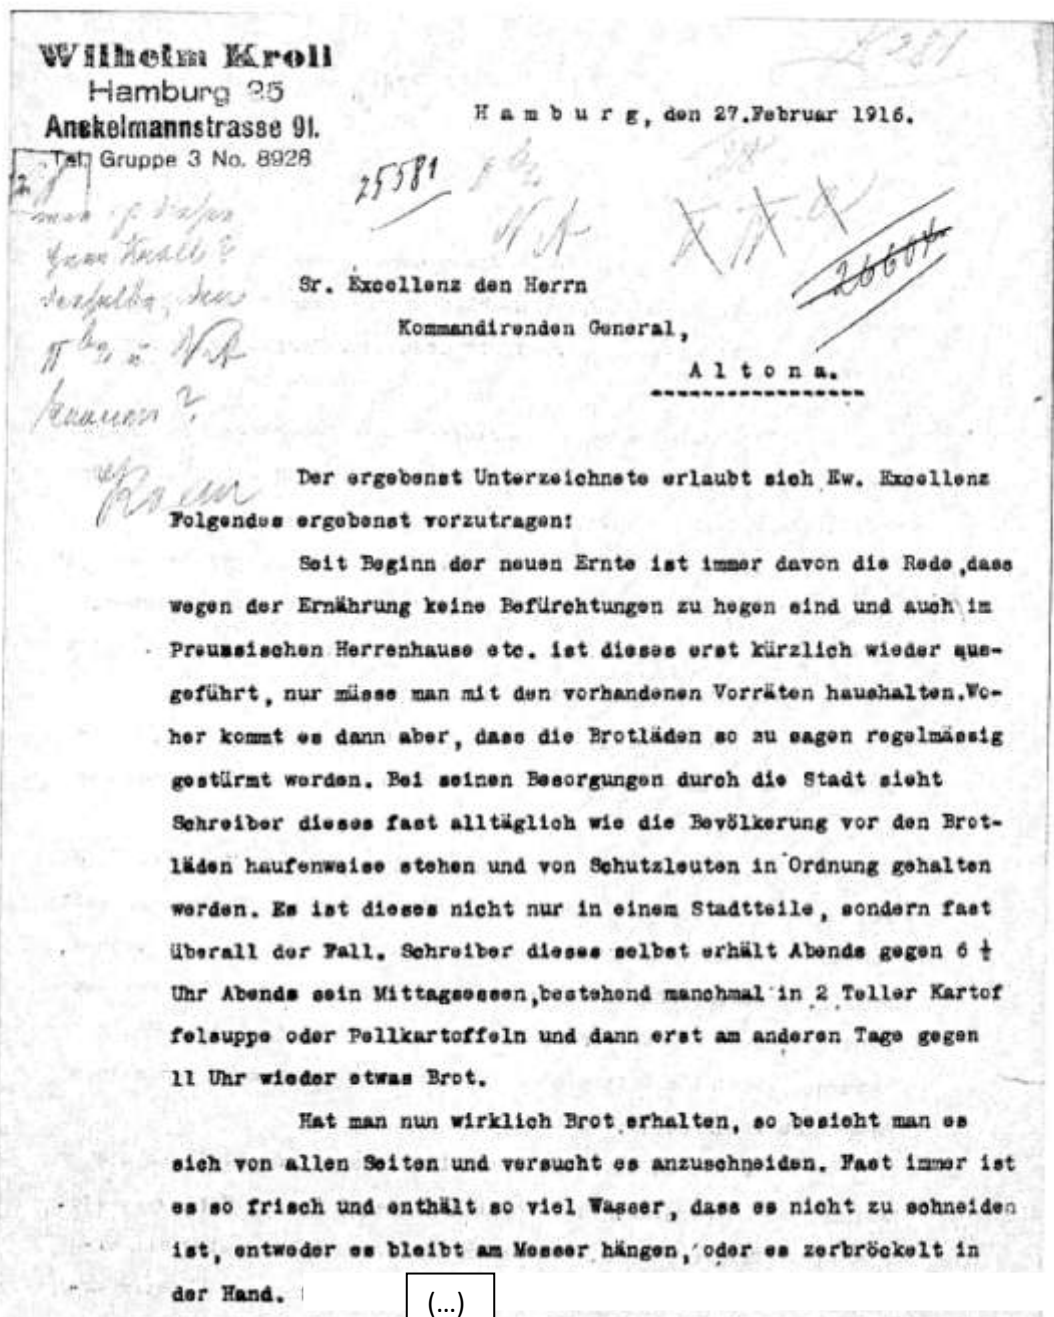 Wilhelm Kroll
Hamburg 25
Anckelmannstrasse 91.
Tel. Gruppe 3 No. 8928
Hamburg, den 27.Februar 1916.
25581
Sr. Excellenz den Herrn
Kommandirenden General,
Altona.
Der ergebenst Unterzeichnete erlaubt sich Ew. Excellenz
Folgendes ergebenst vorzutragen:
Seit Beginn der neuen Ernte ist immer davon die Rede,dass
wegen der Ernährung keine Befürchtungen zu hegen sind und auch im
Preussischen Herrenhause etc. ist dieses erst kürzlich wieder aus-
geführt, nur müsse man mit den vorhandenen Vorräten haushalten.Wo-
her kommt es dann aber, dass die Brotläden so zu sagen regelmässig
gestürmt werden. Bei seinen Besorgungen durch die Stadt sieht
Schreiber dieses fast alltäglich wie die Bevölkerung vor den Brot-
läden haufenweise stehen und von Schutzleuten in Ordnung gehalten
werden. Es ist dieses nicht nur in einem Stadtteile, sondern fast
überall der Fall. Schreiber dieses selbst erhält Abends gegen 6 ½
Uhr Abends sein Mittagsessen,bestehend manchmal in 2 Teller Kartof
felsuppe oder Pellkartoffeln und dann erst am anderen Tage gegen
11 Uhr wieder etwas Brot.
Hat man nun wirklich Brot erhalten, so besieht man es
sich von allen Seiten und versucht es anzuschneiden. Fast immer ist
es so frisch und enthält so viel Wasser, dass es nicht zu schneiden
ist, entweder es bleibt am Messer hängen, oder es zerbröckelt in
der Hand.
(…)